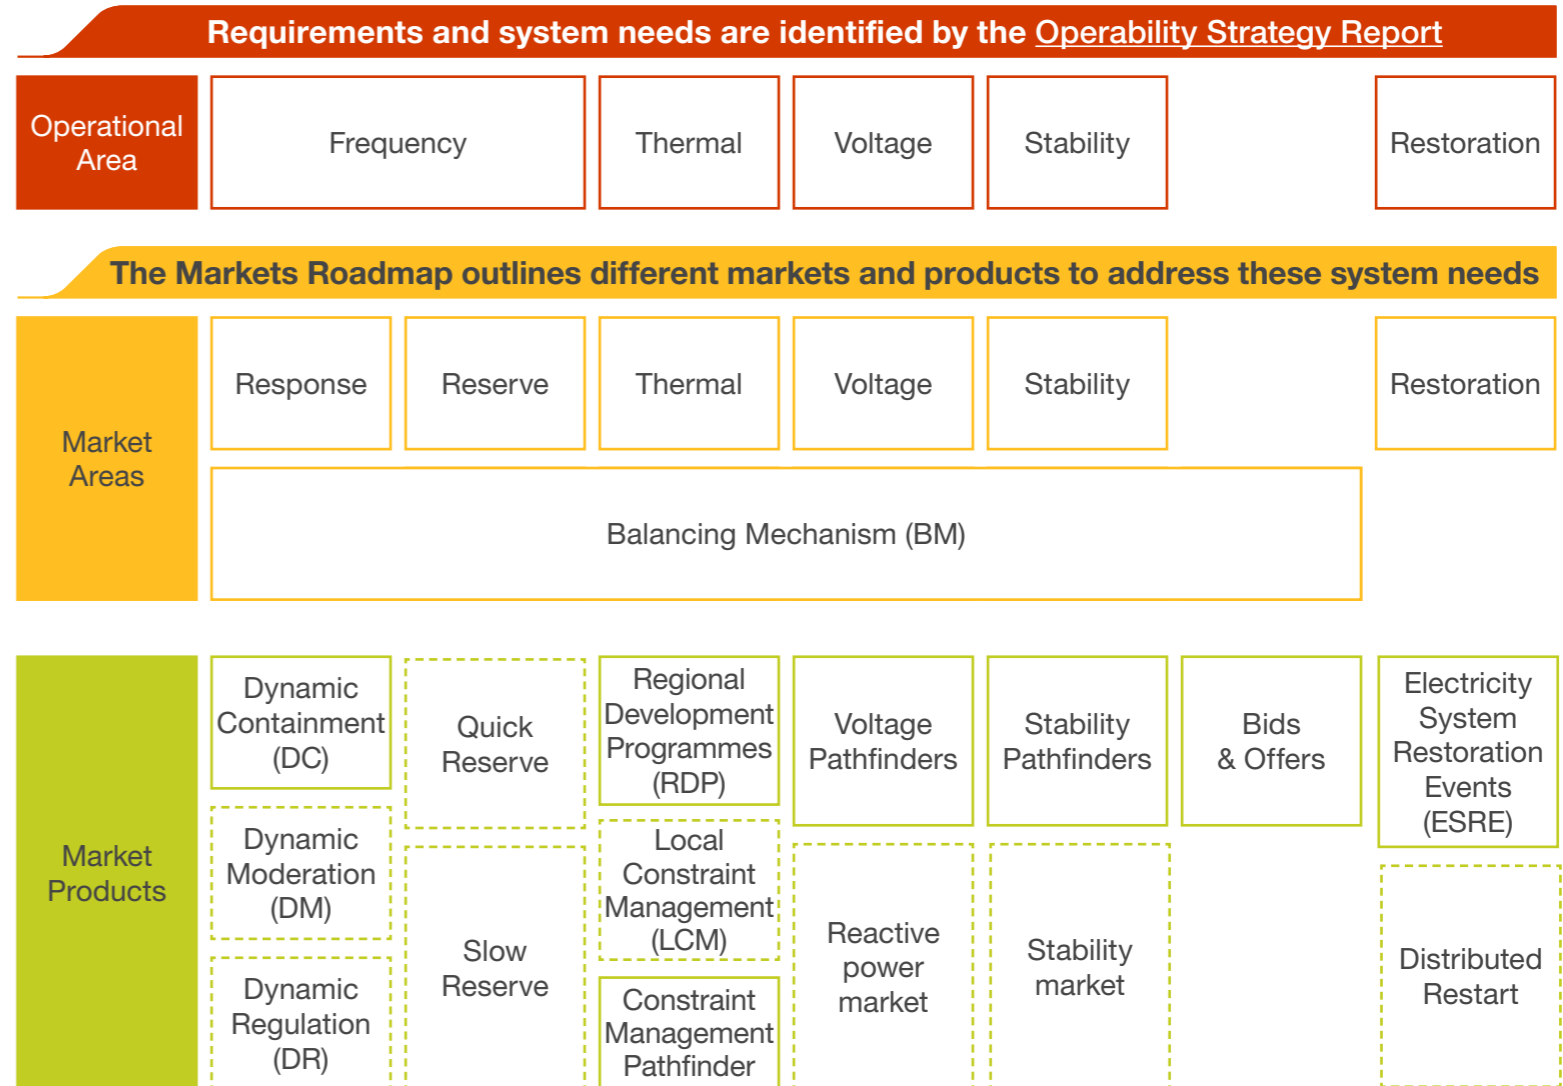 Requirements and system needs are identified by the Operability Strategy Report
Operational
Area
Frequency
Thermal
Voltage
Stability
Restoration
The Markets Roadmap outlines different markets and products to address these system needs
Market
Areas
Response
Reserve
Thermal
Voltage
Stability
Restoration
Balancing Mechanism (BM)
Market
Products
Dynamic
Containment
(DC)
Dynamic
Moderation
(DM)
Dynamic
Regulation
(DR)
Quick
Reserve
Slow
Reserve
Regional
Development
Programmes
(RDP)
Local
Constraint
Management
(LCM)
Constraint
Management
Pathfinder
Voltage
Pathfinders
Reactive
power
market
Stability
Pathfinders
Stability
market
Bids
& Offers
Electricity
System
Restoration
Events
(ESRE)
Distributed
Restart